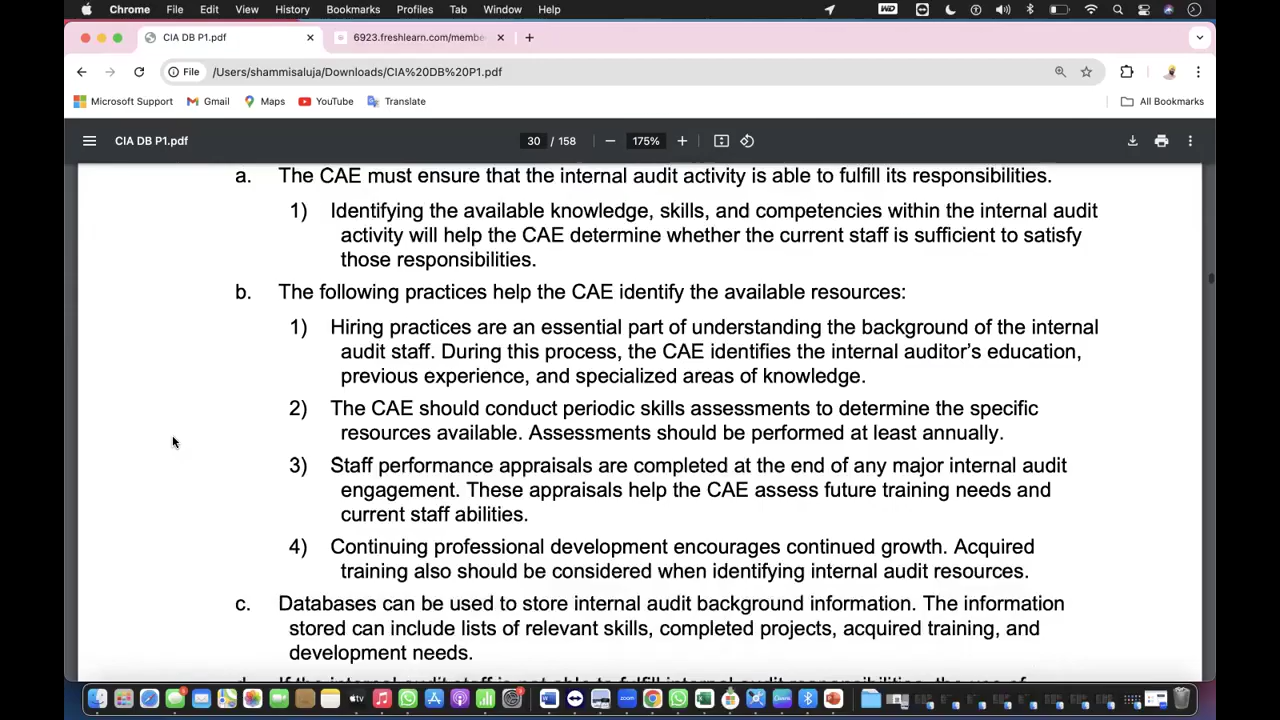 Chrome File Edit View History Bookmarks Profiles Tab Window Help
CIA DB P1.pdf
6923.freshlearn.com/membe
File /Users/shammisaluja/Downloads/CIA%20DB%20P1.pdf
Microsoft Support Gmail Maps YouTube Translate All Bookmarks
CIA DB P1.pdf 30 / 158 175%
a. The CAE must ensure that the internal audit activity is able to fulfill its responsibilities.
1) Identifying the available knowledge, skills, and competencies within the internal audit
activity will help the CAE determine whether the current staff is sufficient to satisfy
those responsibilities.
b. The following practices help the CAE identify the available resources:
1) Hiring practices are an essential part of understanding the background of the internal
audit staff. During this process, the CAE identifies the internal auditor's education,
previous experience, and specialized areas of knowledge.
2) The CAE should conduct periodic skills assessments to determine the specific
resources available. Assessments should be performed at least annually.
3) Staff performance appraisals are completed at the end of any major internal audit
engagement. These appraisals help the CAE assess future training needs and
current staff abilities.
4) Continuing professional development encourages continued growth. Acquired
training also should be considered when identifying internal audit resources.
c. Databases can be used to store internal audit background information. The information
stored can include lists of relevant skills, completed projects, acquired training, and
development needs.